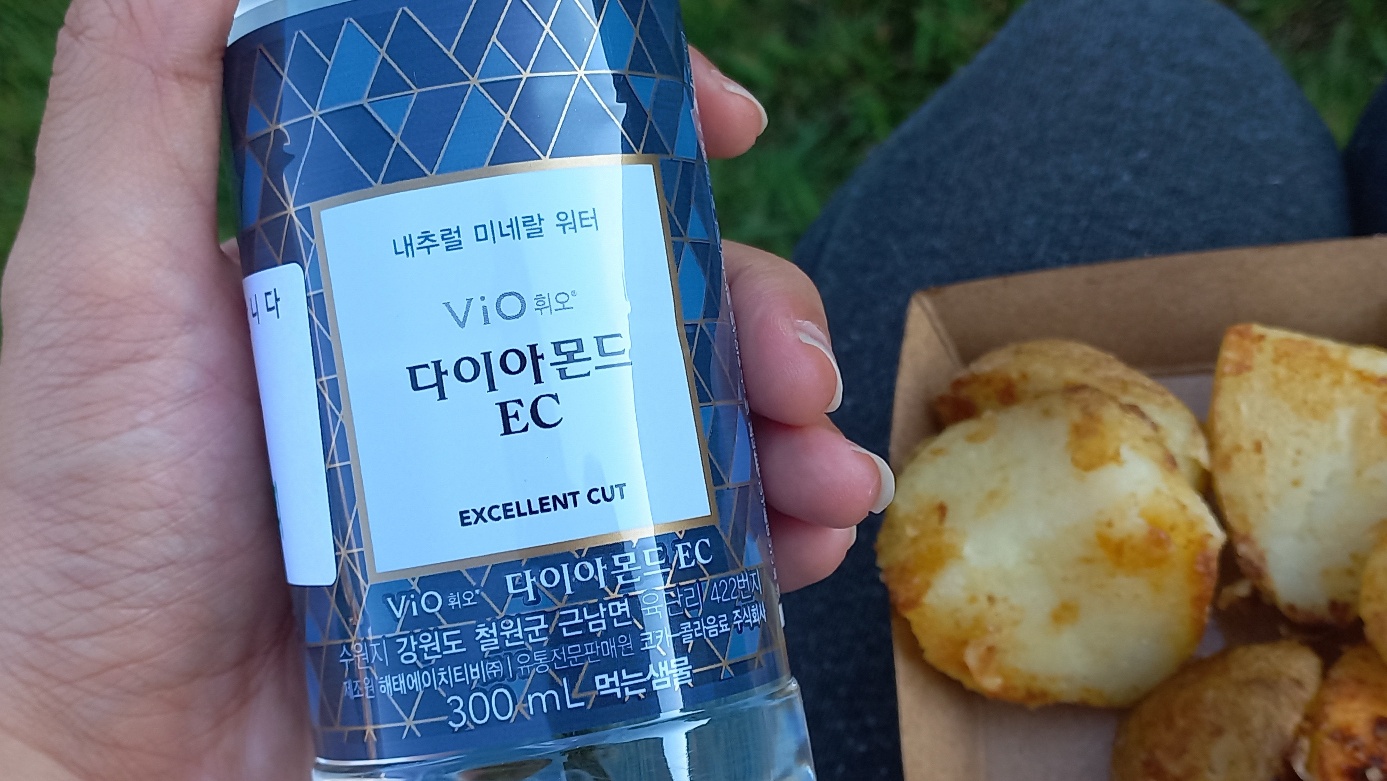 니다
내추럴 미네랄 워터
ViO 휘오®
다이아몬드
EC
EXCELLENT CUT
ViO 휘오® 다이아몬드 EC
수원지 강원도 철원군 근남면 육단리 422번지
제조원 해태에이치티비㈜ | 유통전문판매원 코카-콜라음료 주식회사
300 mL 먹는샘물